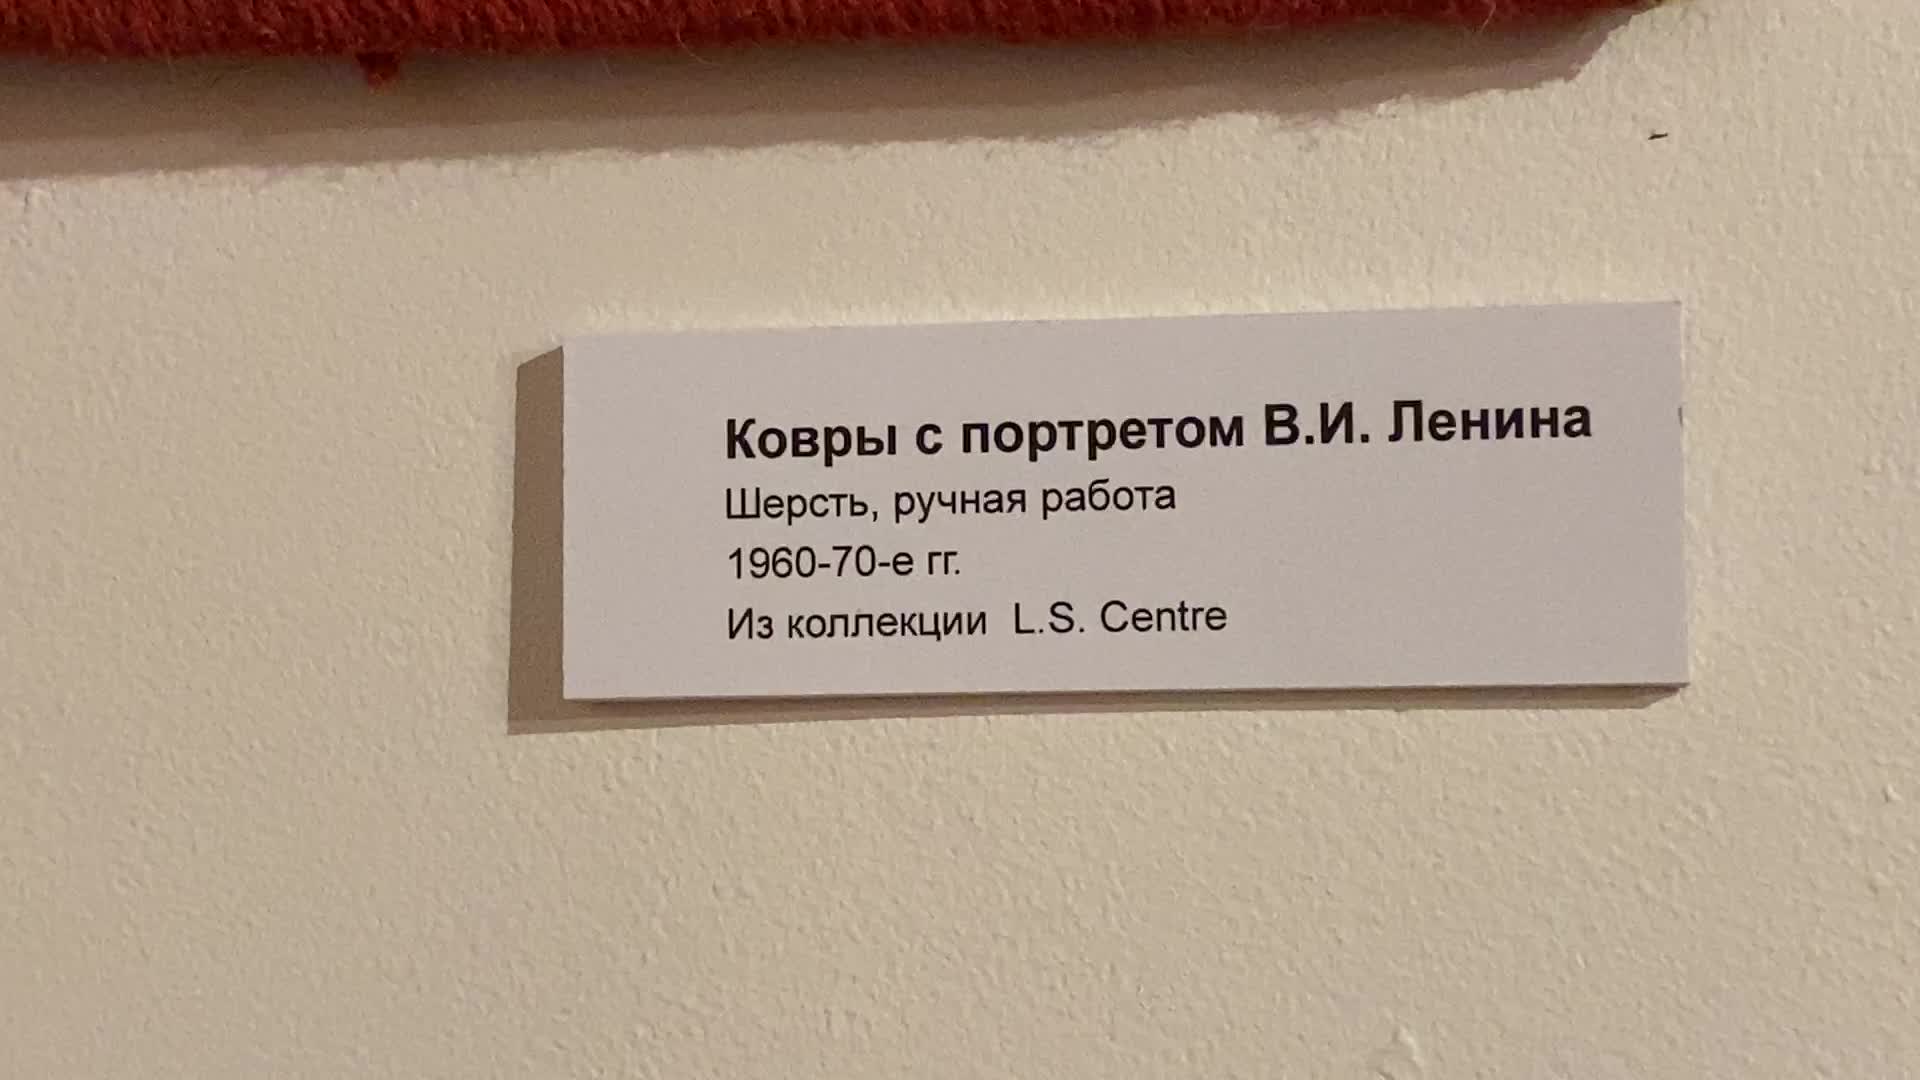 Ковры с портретом В.И. Ленина
Шерсть, ручная работа
1960-70-е гг.
Из коллекции  L.S. Centre